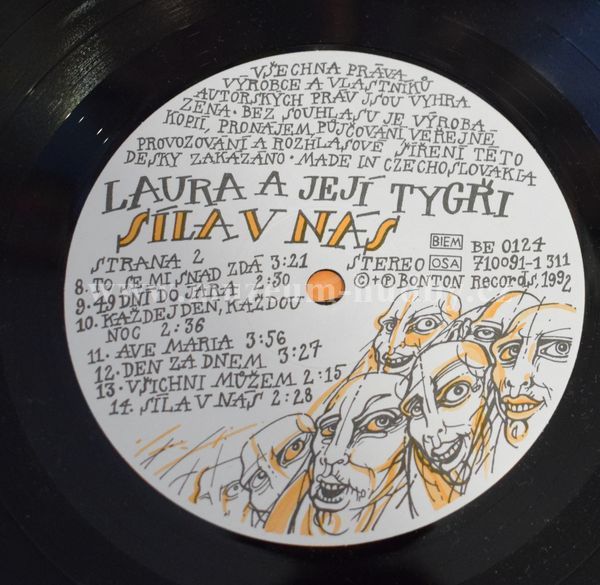 VŠECHNA PRÁVA
VÝROBCE A VLASTNÍKŮ
AUTORSKÝCH PRÁV JSOU VYHRA
ZENA · BEZ SOUHLASU JE VÝROBA
KOPIÍ, PRONÁJEM, PŮJČOVÁNÍ VEŘEJNÉ
PROVOZOVÁNÍ A ROZHLASOVÉ ŠÍŘENÍ TÉTO
DESKY ZAKÁZÁNO · MADE IN CZECHOSLOVAKIA
LAURA A JEJÍ TYGŘI
SÍLA V NÁS
STRANA 2
8. TO SE MI SNAD ZDÁ 3:21
9. 49 DNÍ DO JARA 2:30
10. KAŽDEJ DEN, KAŽDOU
NOC 2:36
11. AVE MARIA 3:56
12. DEN ZA DNEM 3:27
13. VŠICHNI MŮŽEM 2:15
14. SÍLA V NÁS 2:28
BIEM BE 0124
STEREO OSA 710091-1 311
© + ℗ BONTON Records, 1992